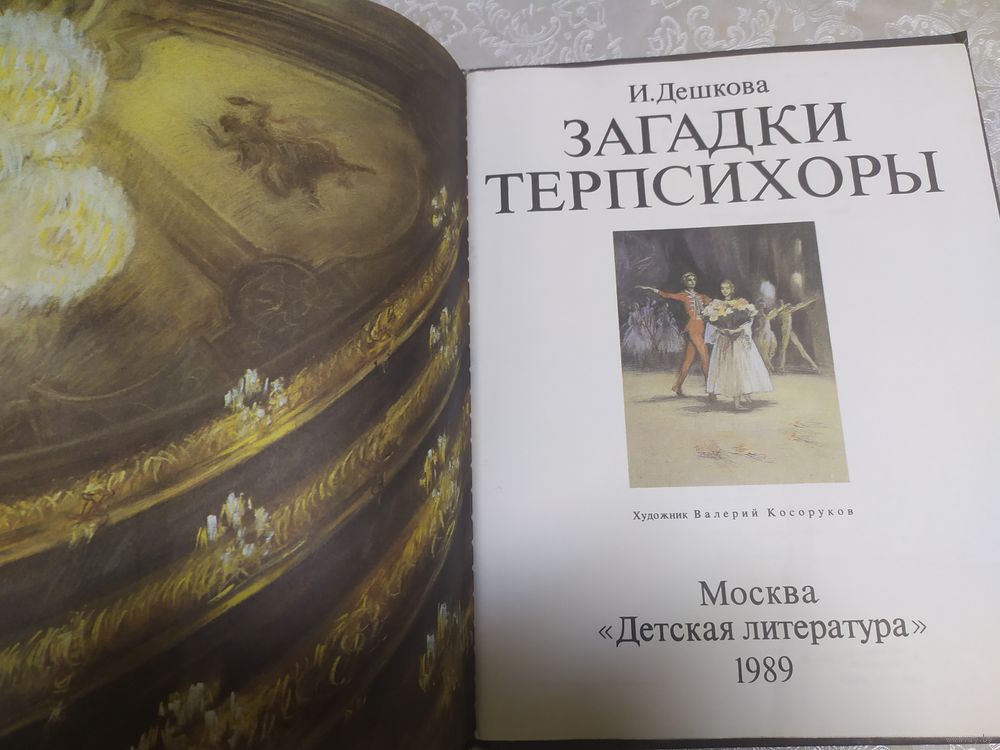 И.Дешкова
ЗАГАДКИ
ТЕРПСИХОРЫ
Художник Валерий Косоруков
Москва
«Детская литература»
1989